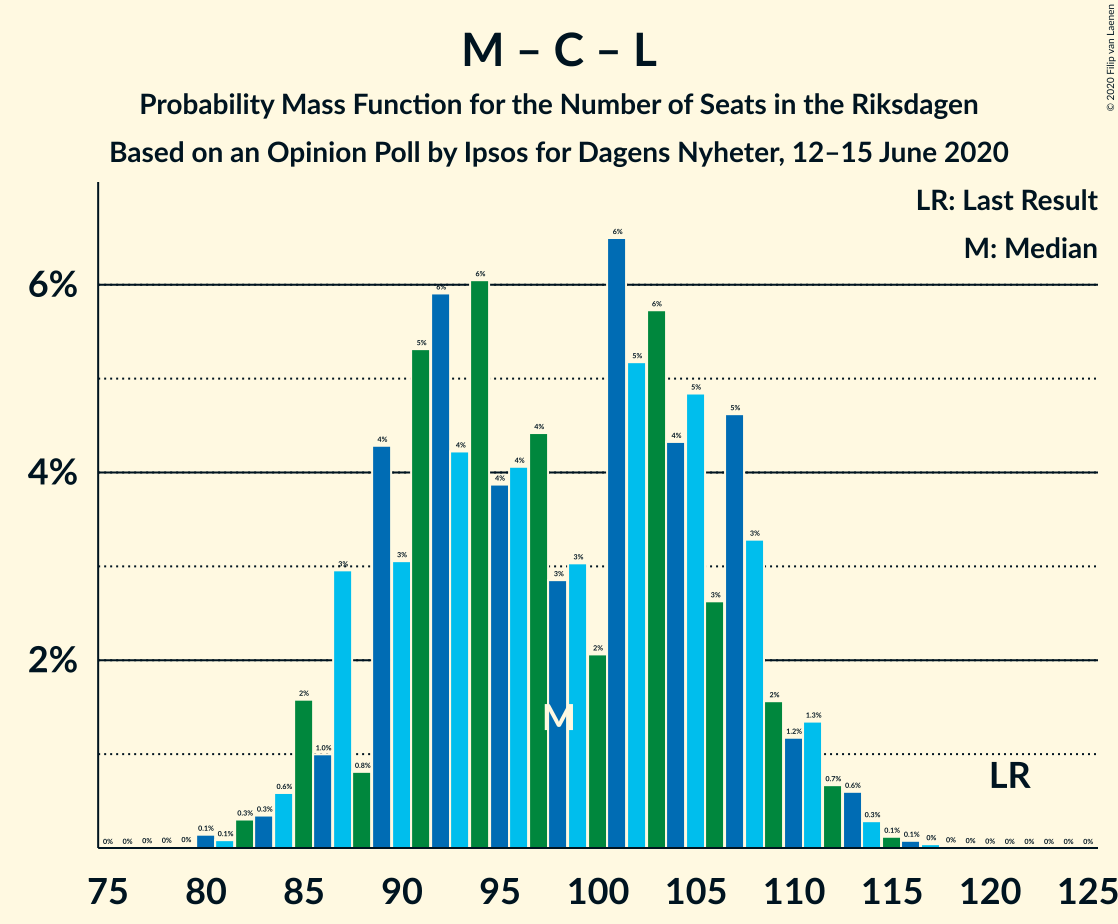 M – C – L
Probability Mass Function for the Number of Seats in the Riksdagen
Based on an Opinion Poll by Ipsos for Dagens Nyheter, 12–15 June 2020
© 2020 Filip van Laenen
LR: Last Result
M: Median
6%
4%
2%
0% 0% 0% 0% 0% 0.1% 0.1% 0.3% 0.3% 0.6% 2% 1.0% 3% 0.8% 4% 3% 5% 6% 4% 6% 4% 4% 4% 3% 3% 2% 6% 5% 6% 4% 5% 3% 5% 3% 2% 1.2% 1.3% 0.7% 0.6% 0.3% 0.1% 0.1% 0% 0% 0% 0% 0% 0% 0% 0% 0%
M
LR
75 80 85 90 95 100 105 110 115 120 125